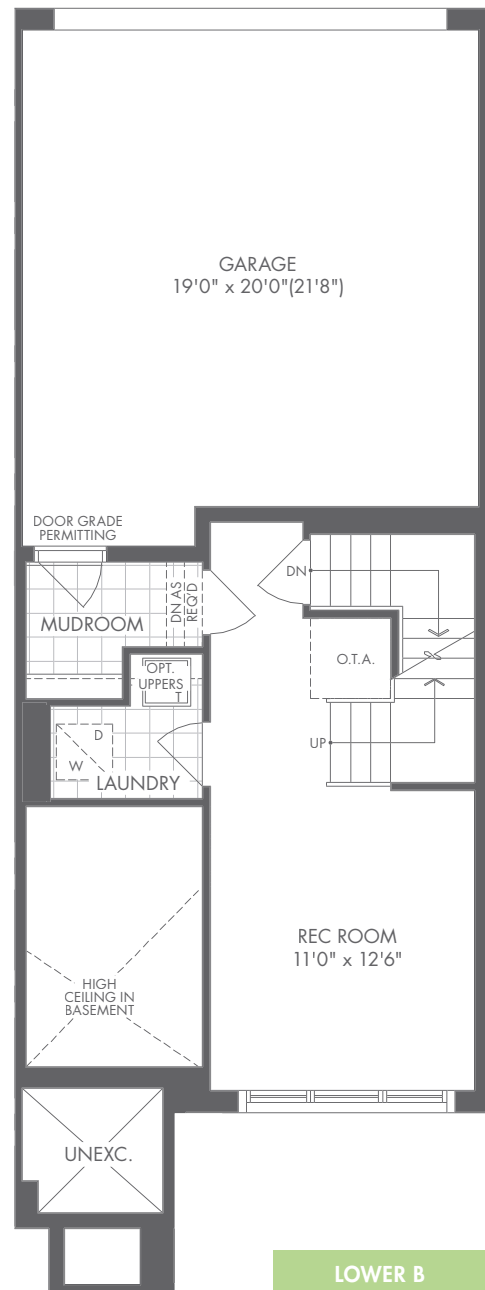 GARAGE
19'0" x 20'0"(21'8")
DOOR GRADE
PERMITTING
DN
DN AS
REQ'D
MUDROOM
O.T.A.
OPT.
UPPERS
T
D
UP
W
LAUNDRY
REC ROOM
11'0" x 12'6"
HIGH
CEILING IN
BASEMENT
UNEXC.
LOWER B